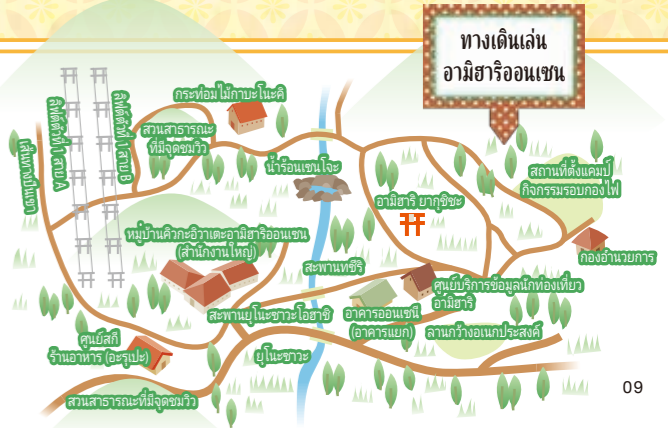 ทางเดินเล่น
อามิฮาริออนเซน
กระท่อมไม้กาบะโนะคิ
ลิฟต์ตัวที่ 1 สาย A
ลิฟต์ตัวที่ 1 สาย B
เส้นทางปีนเขา
สวนสาธารณะ
ที่มีจุดชมวิว
น้ำร้อนเซนโจะ
สถานที่ตั้งแคมป์
กิจกรรมรอบกองไฟ
อามิฮาริ ยากุชิชะ
หมู่บ้านคิวกะอิวาเตะอามิฮาริออนเซน
(สำนักงานใหญ่)
กองอำนวยการ
สะพานทชึริ
ศูนย์บริการข้อมูลนักท่องเที่ยว
อามิฮาริ
สะพานยุโนะซาวะโอฮาชิ
อาคารออนเซน
(อาคารแยก)
ลานกว้างอเนกประสงค์
ศูนย์สกี
ร้านอาหาร (อะรูเปะ)
ยุโนะซาวะ
สวนสาธารณะที่มีจุดชมวิว
09